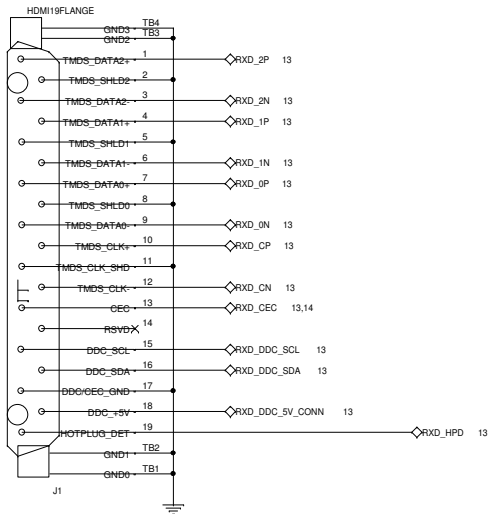 HDMI19FLANGE
GND3 TB4
GND2 TB3
TMDS_DATA2+ 1 RXD_2P 13
TMDS_SHLD2 2
TMDS_DATA2- 3 RXD_2N 13
TMDS_DATA1+ 4 RXD_1P 13
TMDS_SHLD1 5
TMDS_DATA1- 6 RXD_1N 13
TMDS_DATA0+ 7 RXD_0P 13
TMDS_SHLD0 8
TMDS_DATA0- 9 RXD_0N 13
TMDS_CLK+ 10 RXD_CP 13
TMDS_CLK_SHD 11
TMDS_CLK- 12 RXD_CN 13
CEC 13 RXD_CEC 13,14
RSVD 14
DDC_SCL 15 RXD_DDC_SCL 13
DDC_SDA 16 RXD_DDC_SDA 13
DDC/CEC_GND 17
DDC_+5V 18 RXD_DDC_5V_CONN 13
HOTPLUG_DET 19 RXD_HPD 13
GND1 TB2
GND0 TB1
J1